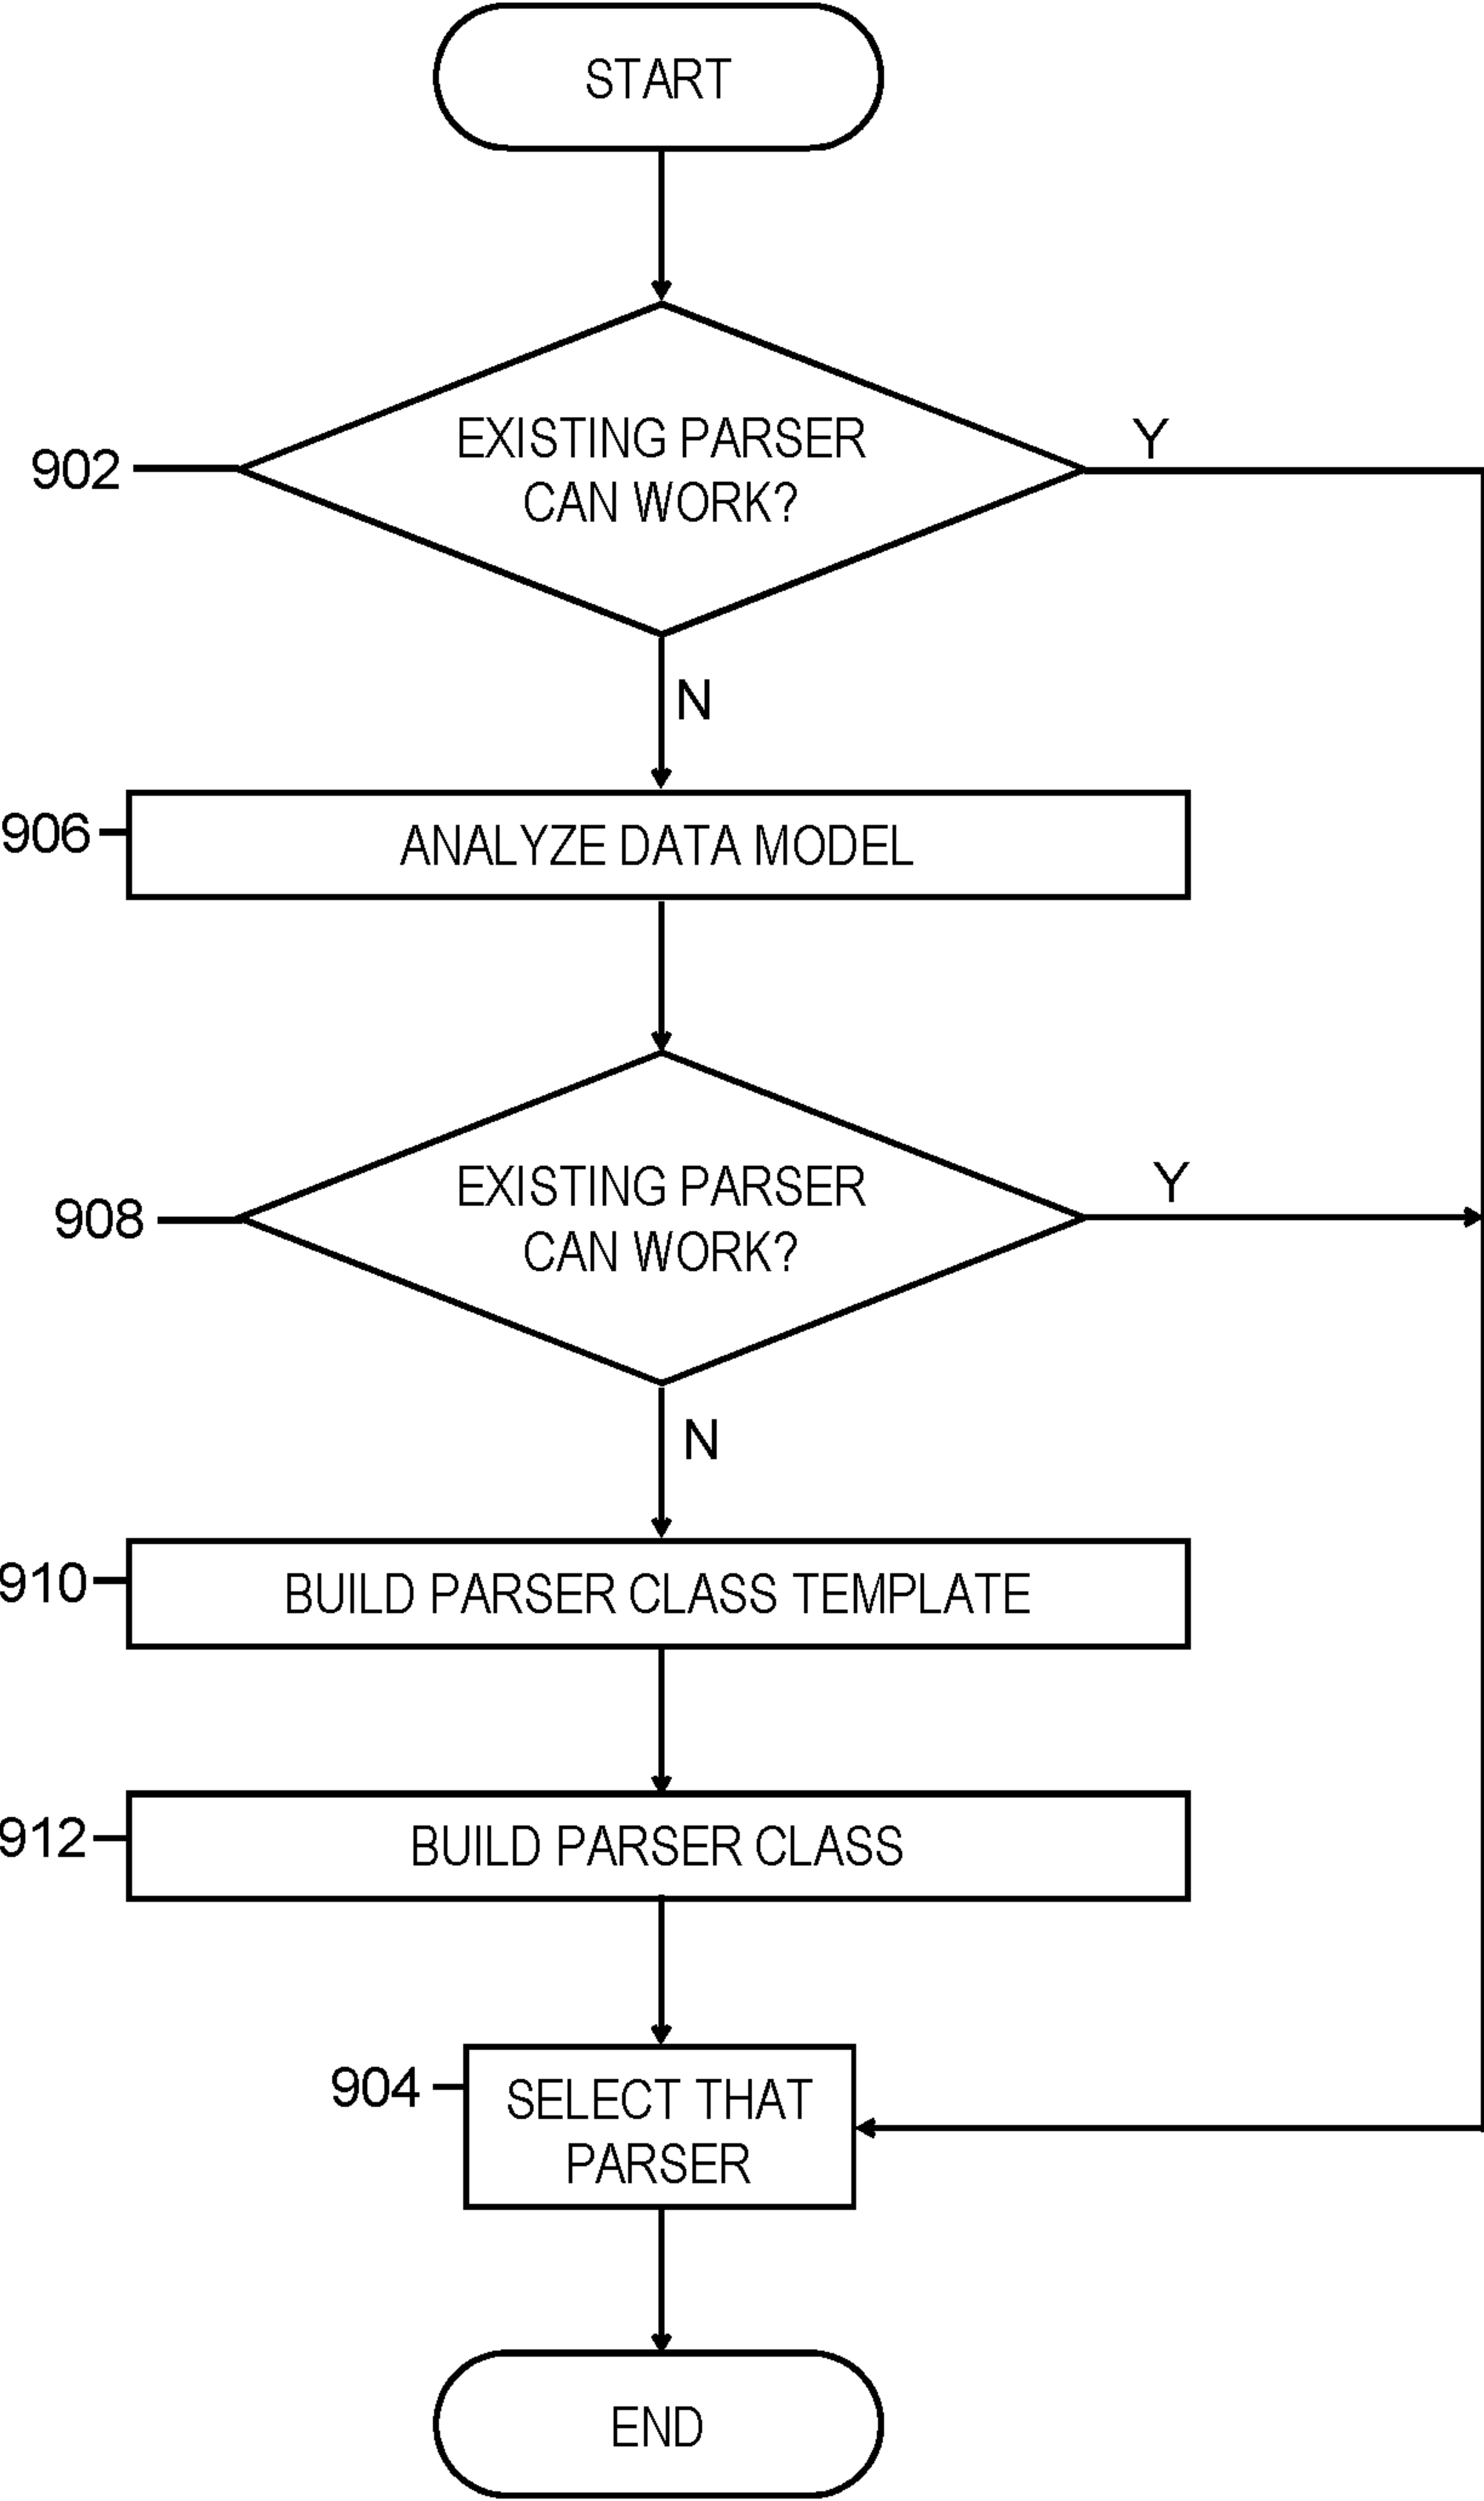 START
EXISTING PARSER
CAN WORK?
Y
902
N
906
ANALYZE DATA MODEL
EXISTING PARSER
CAN WORK?
Y
908
N
910
BUILD PARSER CLASS TEMPLATE
912
BUILD PARSER CLASS
904
SELECT THAT
PARSER
END